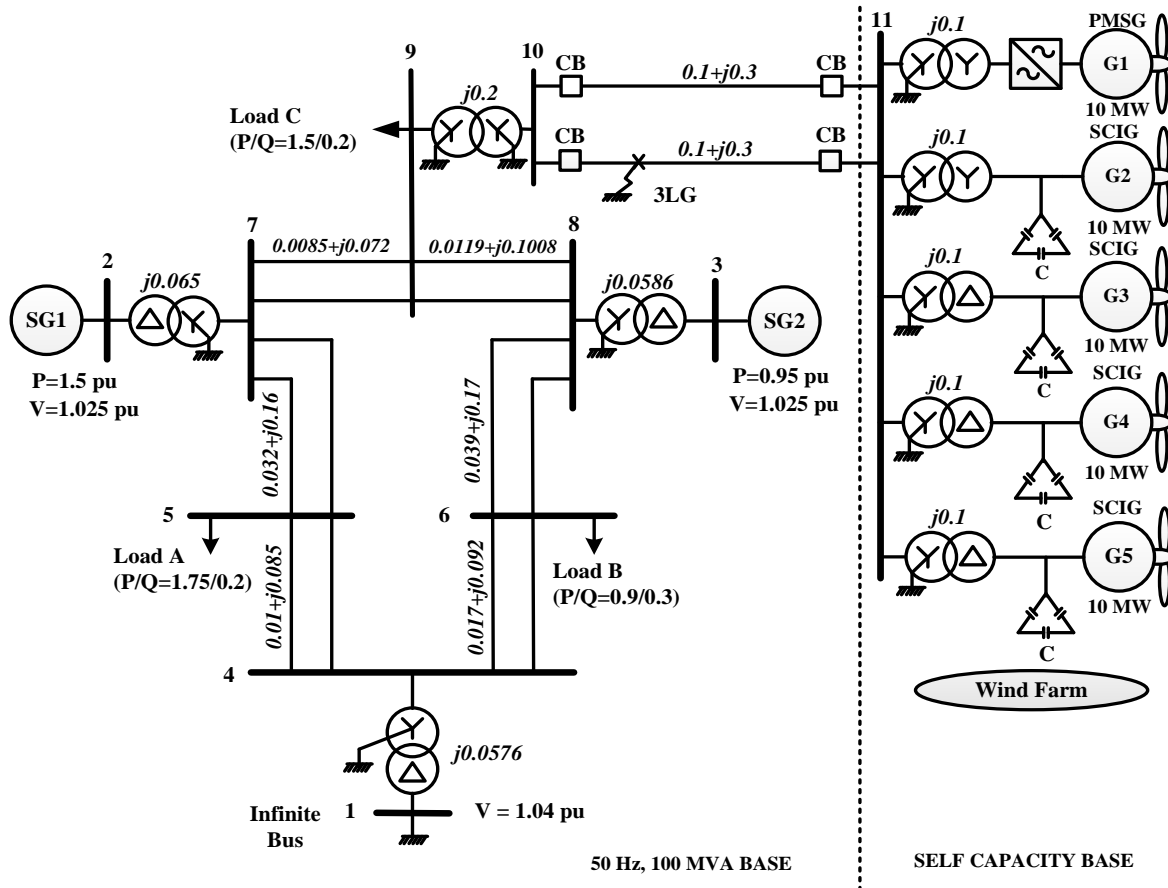 11
j0.1
PMSG
G1
10 MW
9
10
CB
0.1+j0.3
CB
j0.2
Load C
(P/Q=1.5/0.2)
CB
0.1+j0.3
CB
3LG
j0.1
SCIG
G2
10 MW
C
7
8
0.0085+j0.072
0.0119+j0.1008
2
j0.065
SG1
P=1.5 pu
V=1.025 pu
j0.0586
3
SG2
P=0.95 pu
V=1.025 pu
j0.1
SCIG
G3
10 MW
C
0.032+j0.16
0.039+j0.17
j0.1
SCIG
G4
10 MW
C
5
6
Load A
(P/Q=1.75/0.2)
Load B
(P/Q=0.9/0.3)
0.01+j0.085
0.017+j0.092
j0.1
SCIG
G5
10 MW
C
4
Wind Farm
j0.0576
Infinite
Bus
1
V = 1.04 pu
50 Hz, 100 MVA BASE
SELF CAPACITY BASE